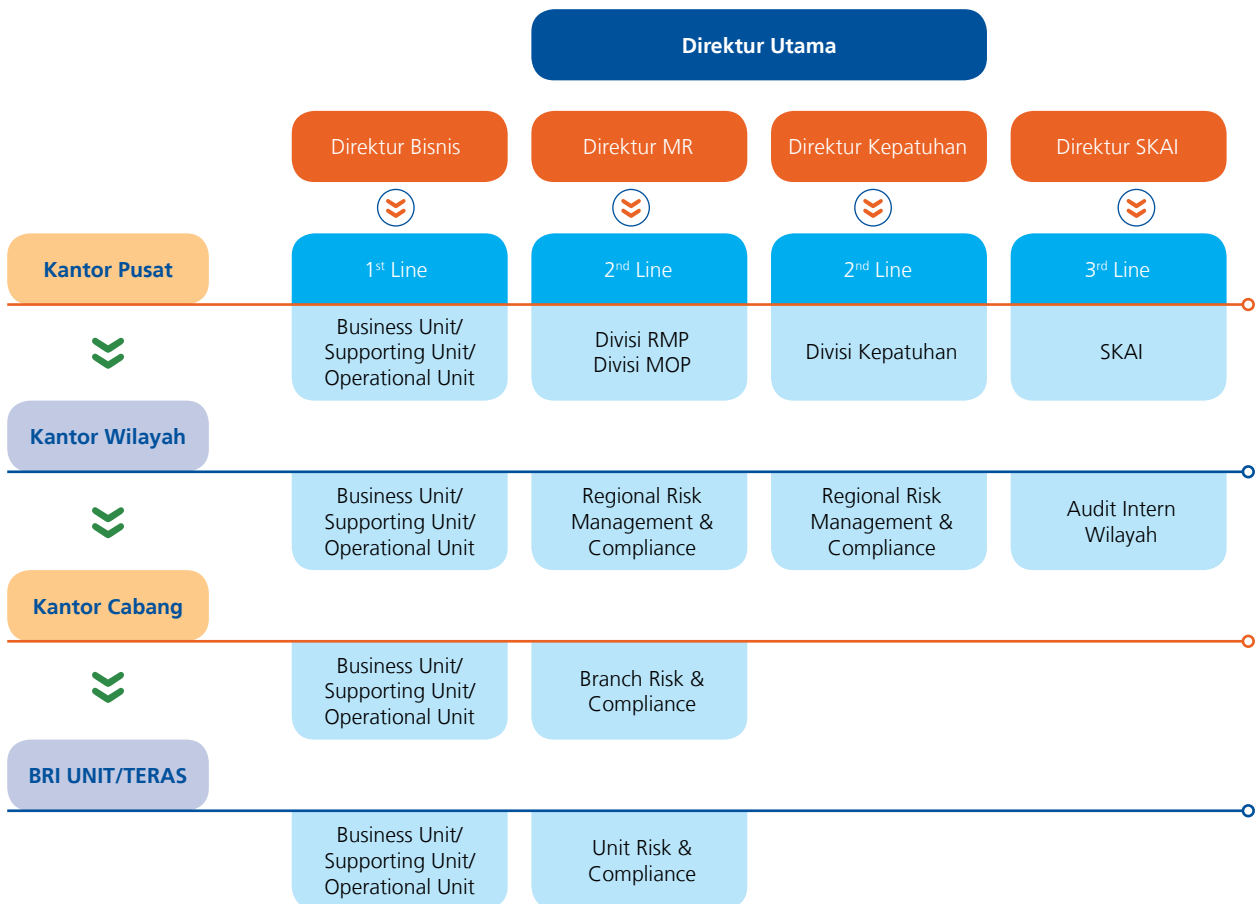 Direktur Utama
Direktur Bisnis
Direktur MR
Direktur Kepatuhan
Direktur SKAI
Kantor Pusat
1st Line
2nd Line
2nd Line
3rd Line
Business Unit/
Supporting Unit/
Operational Unit
Divisi RMP
Divisi MOP
Divisi Kepatuhan
SKAI
Kantor Wilayah
Business Unit/
Supporting Unit/
Operational Unit
Regional Risk
Management &
Compliance
Regional Risk
Management &
Compliance
Audit Intern
Wilayah
Kantor Cabang
Business Unit/
Supporting Unit/
Operational Unit
Branch Risk &
Compliance
BRI UNIT/TERAS
Business Unit/
Supporting Unit/
Operational Unit
Unit Risk &
Compliance